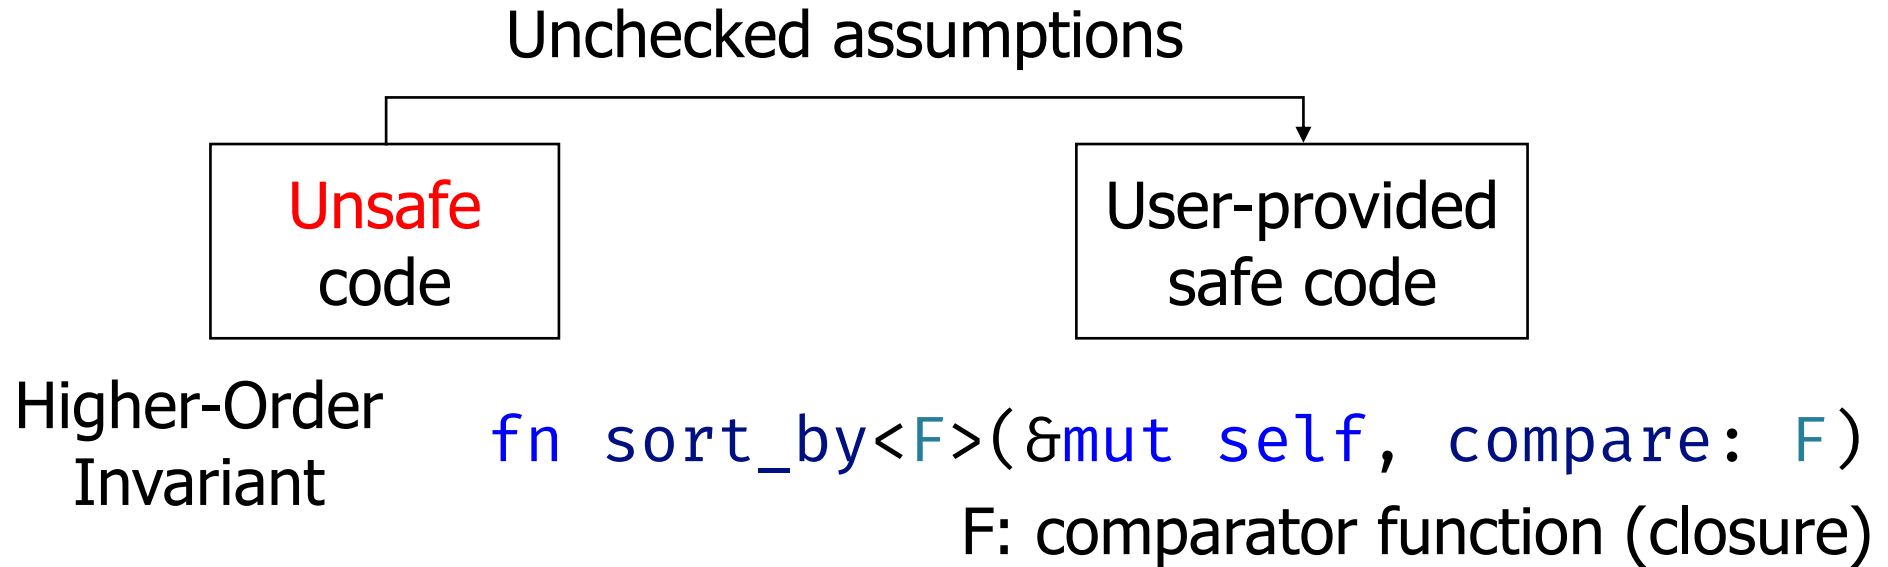 Unchecked assumptions
Unsafe
code
User-provided
safe code
Higher-Order
Invariant
fn sort_by<F>(&mut self, compare: F)
F: comparator function (closure)